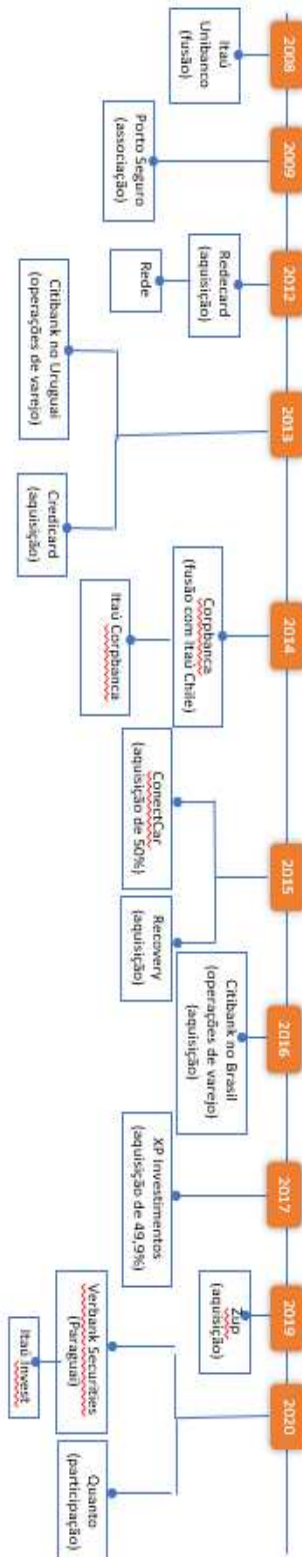 2008
Itaú
Unibanco
(fusão)
2009
Porto Seguro
(associação)
2012
Redecard
(aquisição)
Rede
2013
Citibank no Uruguai
(operações de varejo)
Credicard
(aquisição)
2014
Corpbanca
(fusão com Itaú Chile)
Itaú Corpbanca
2015
ConectCar
(aquisição de 50%)
Recovery
(aquisição)
2016
Citibank no Brasil
(operações de varejo)
(aquisição)
2017
XP Investimentos
(aquisição de 49,9%)
2019
Zup
(aquisição)
2020
Verbank Securities
(Paraguai)
Itaú Invest
Quanto
(participação)